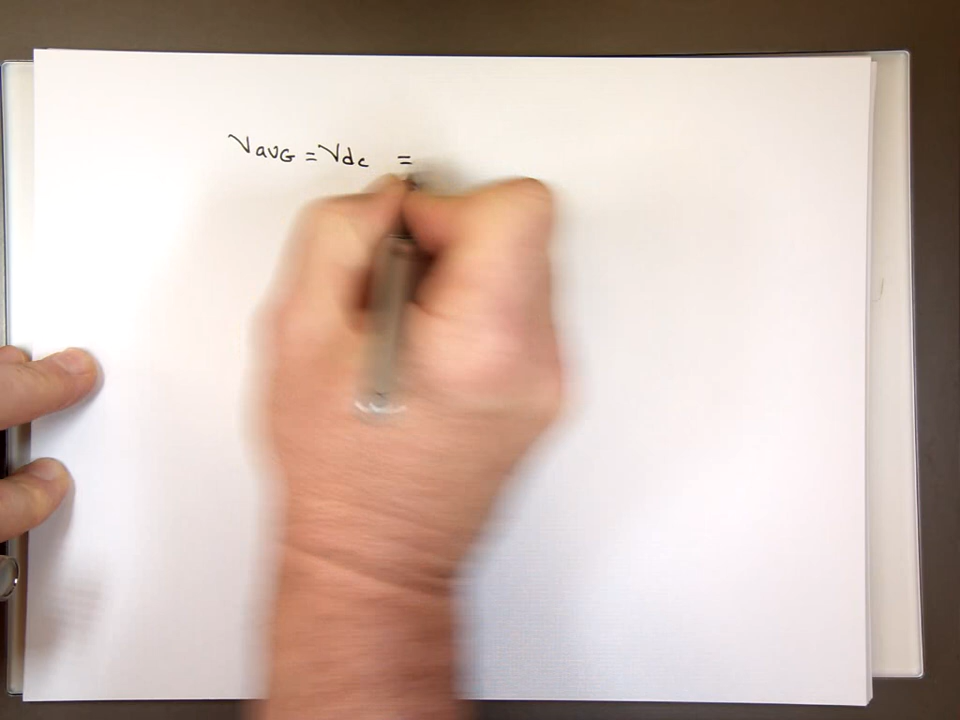 VAVG = Vdc =